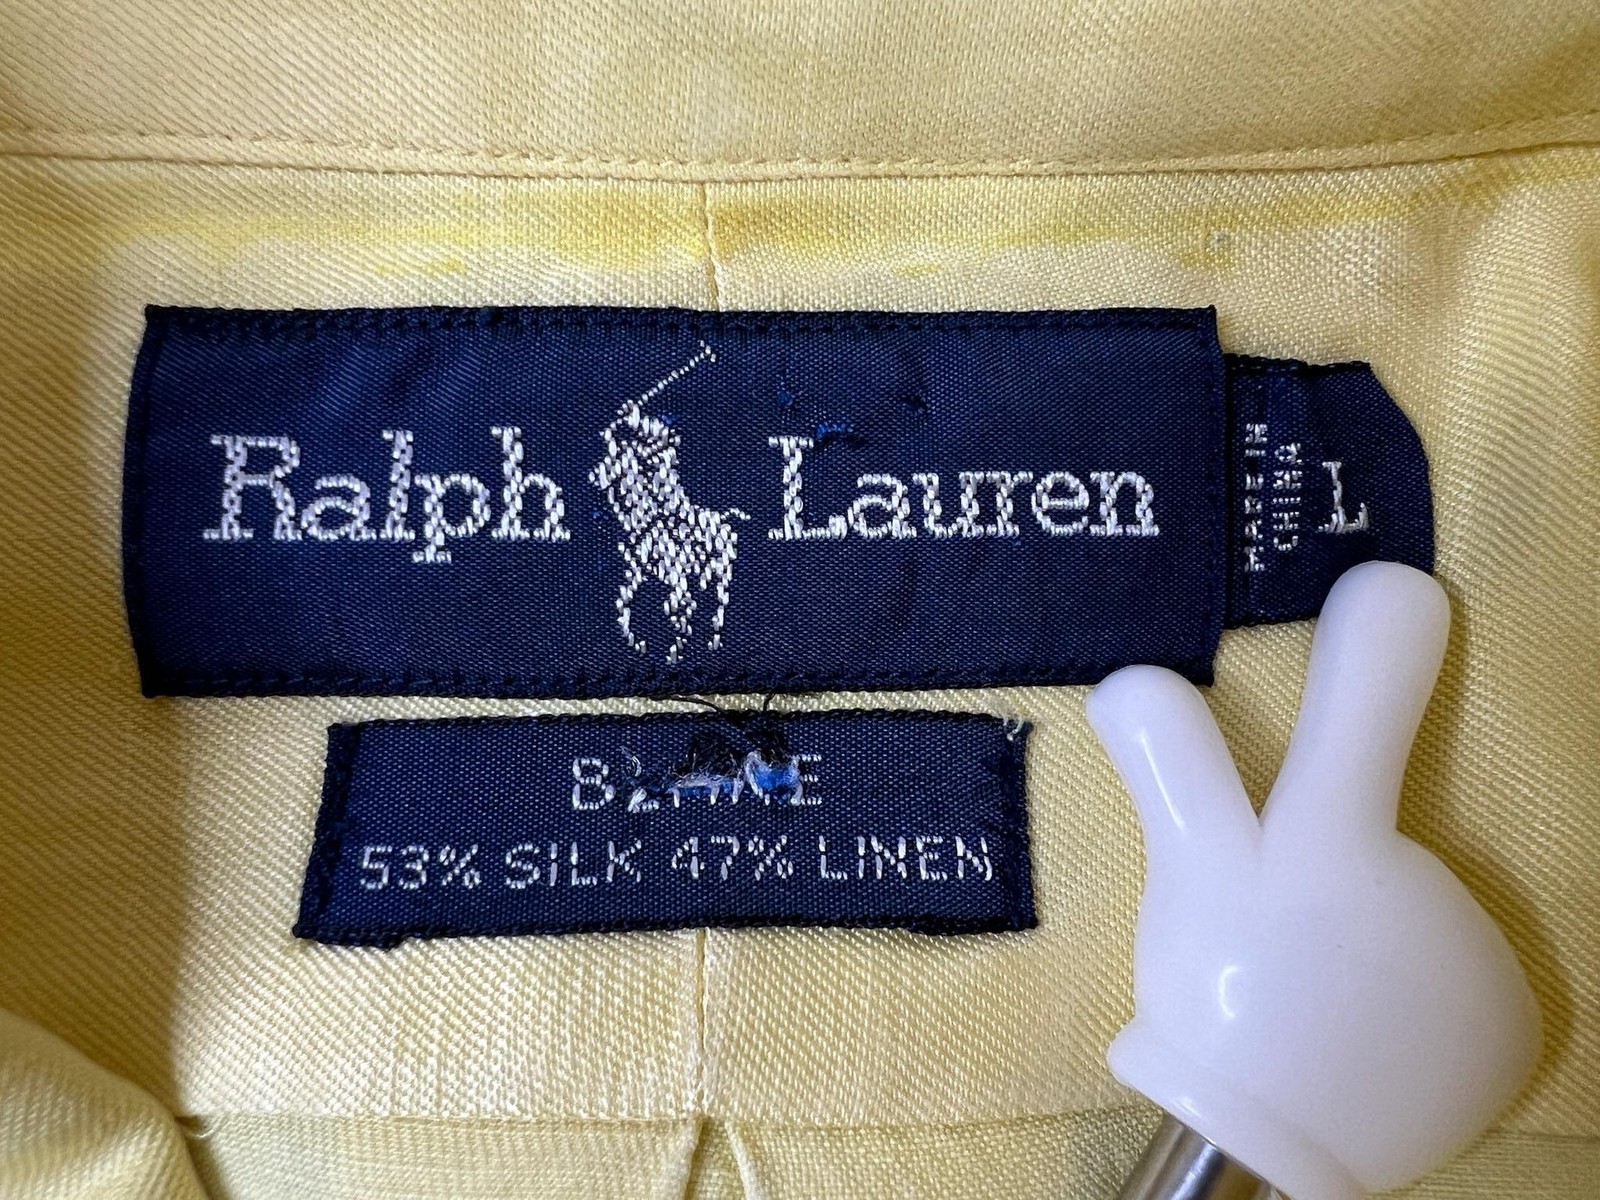 Ralph Lauren
MADE IN
CHINA
L
53% SILK 47% LINEN